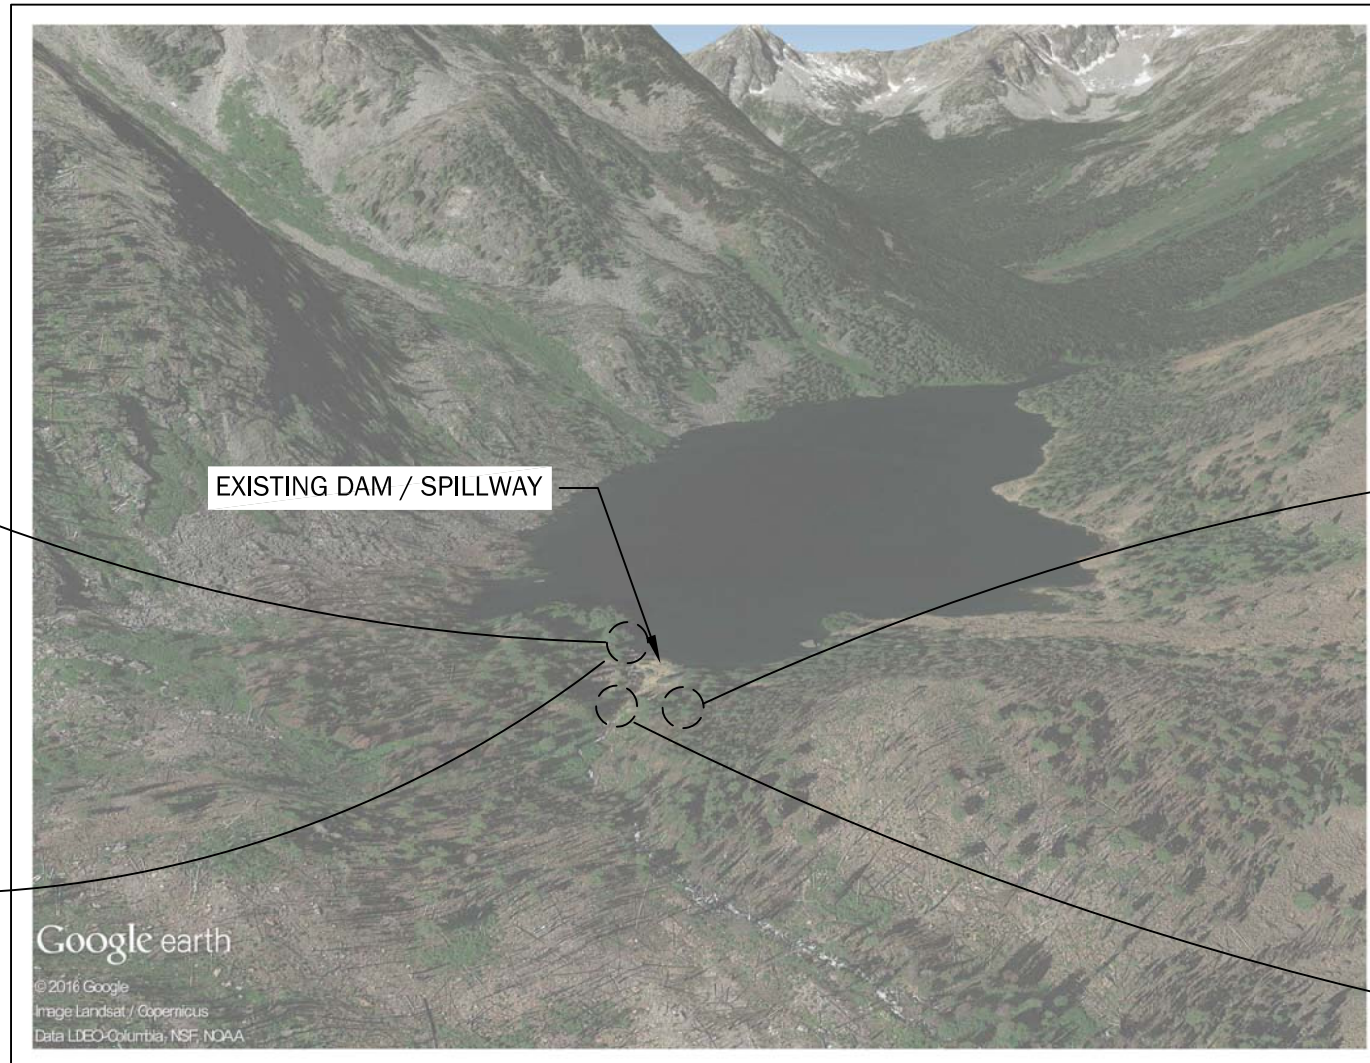 EXISTING DAM / SPILLWAY
Google earth
© 2016 Google
Image Landsat / Copernicus
Data LDEO-Columbia, NSF, NOAA